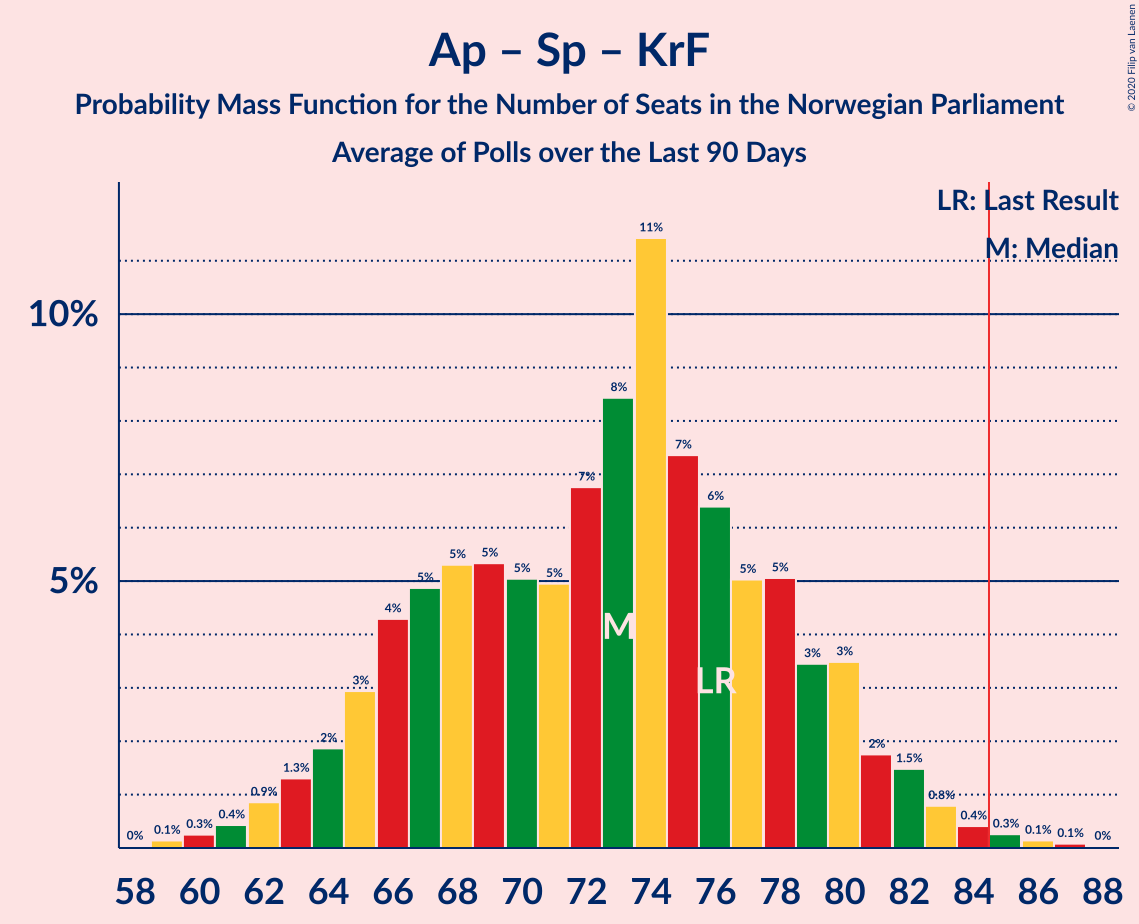 © 2020 Filip van Laenen
Ap – Sp – KrF
Probability Mass Function for the Number of Seats in the Norwegian Parliament
Average of Polls over the Last 90 Days
LR: Last Result
M: Median
10%
5%
0% 0.1% 0.3% 0.4% 0.9% 1.3% 2% 3% 4% 5% 5% 5% 5% 5% 7% 8% 11% 7% 6% 5% 5% 3% 3% 2% 1.5% 0.8% 0.4% 0.3% 0.1% 0.1% 0%
M
LR
58 60 62 64 66 68 70 72 74 76 78 80 82 84 86 88